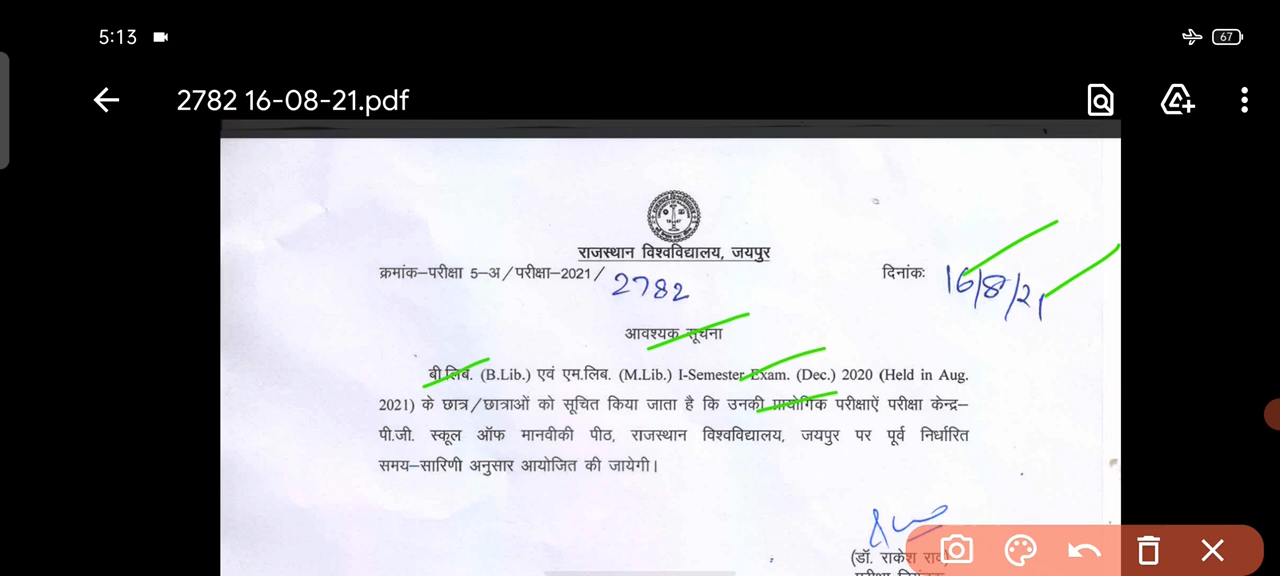 5:13
67
2782 16-08-21.pdf
राजस्थान विश्वविद्यालय, जयपुर
क्रमांक–परीक्षा 5–अ/परीक्षा–2021/ 2782
दिनांकः 16/8/21
आवश्यक सूचना
बी.लिब. (B.Lib.) एवं एम.लिब. (M.Lib.) I-Semester Exam. (Dec.) 2020 (Held in Aug.
2021) के छात्र/छात्राओं को सूचित किया जाता है कि उनकी प्रायोगिक परीक्षाऐं परीक्षा केन्द्र–
पी.जी. स्कूल ऑफ मानवीकी पीठ, राजस्थान विश्वविद्यालय, जयपुर पर पूर्व निर्धारित
समय–सारिणी अनुसार आयोजित की जायेगी।
(डॉ. राकेश राव)